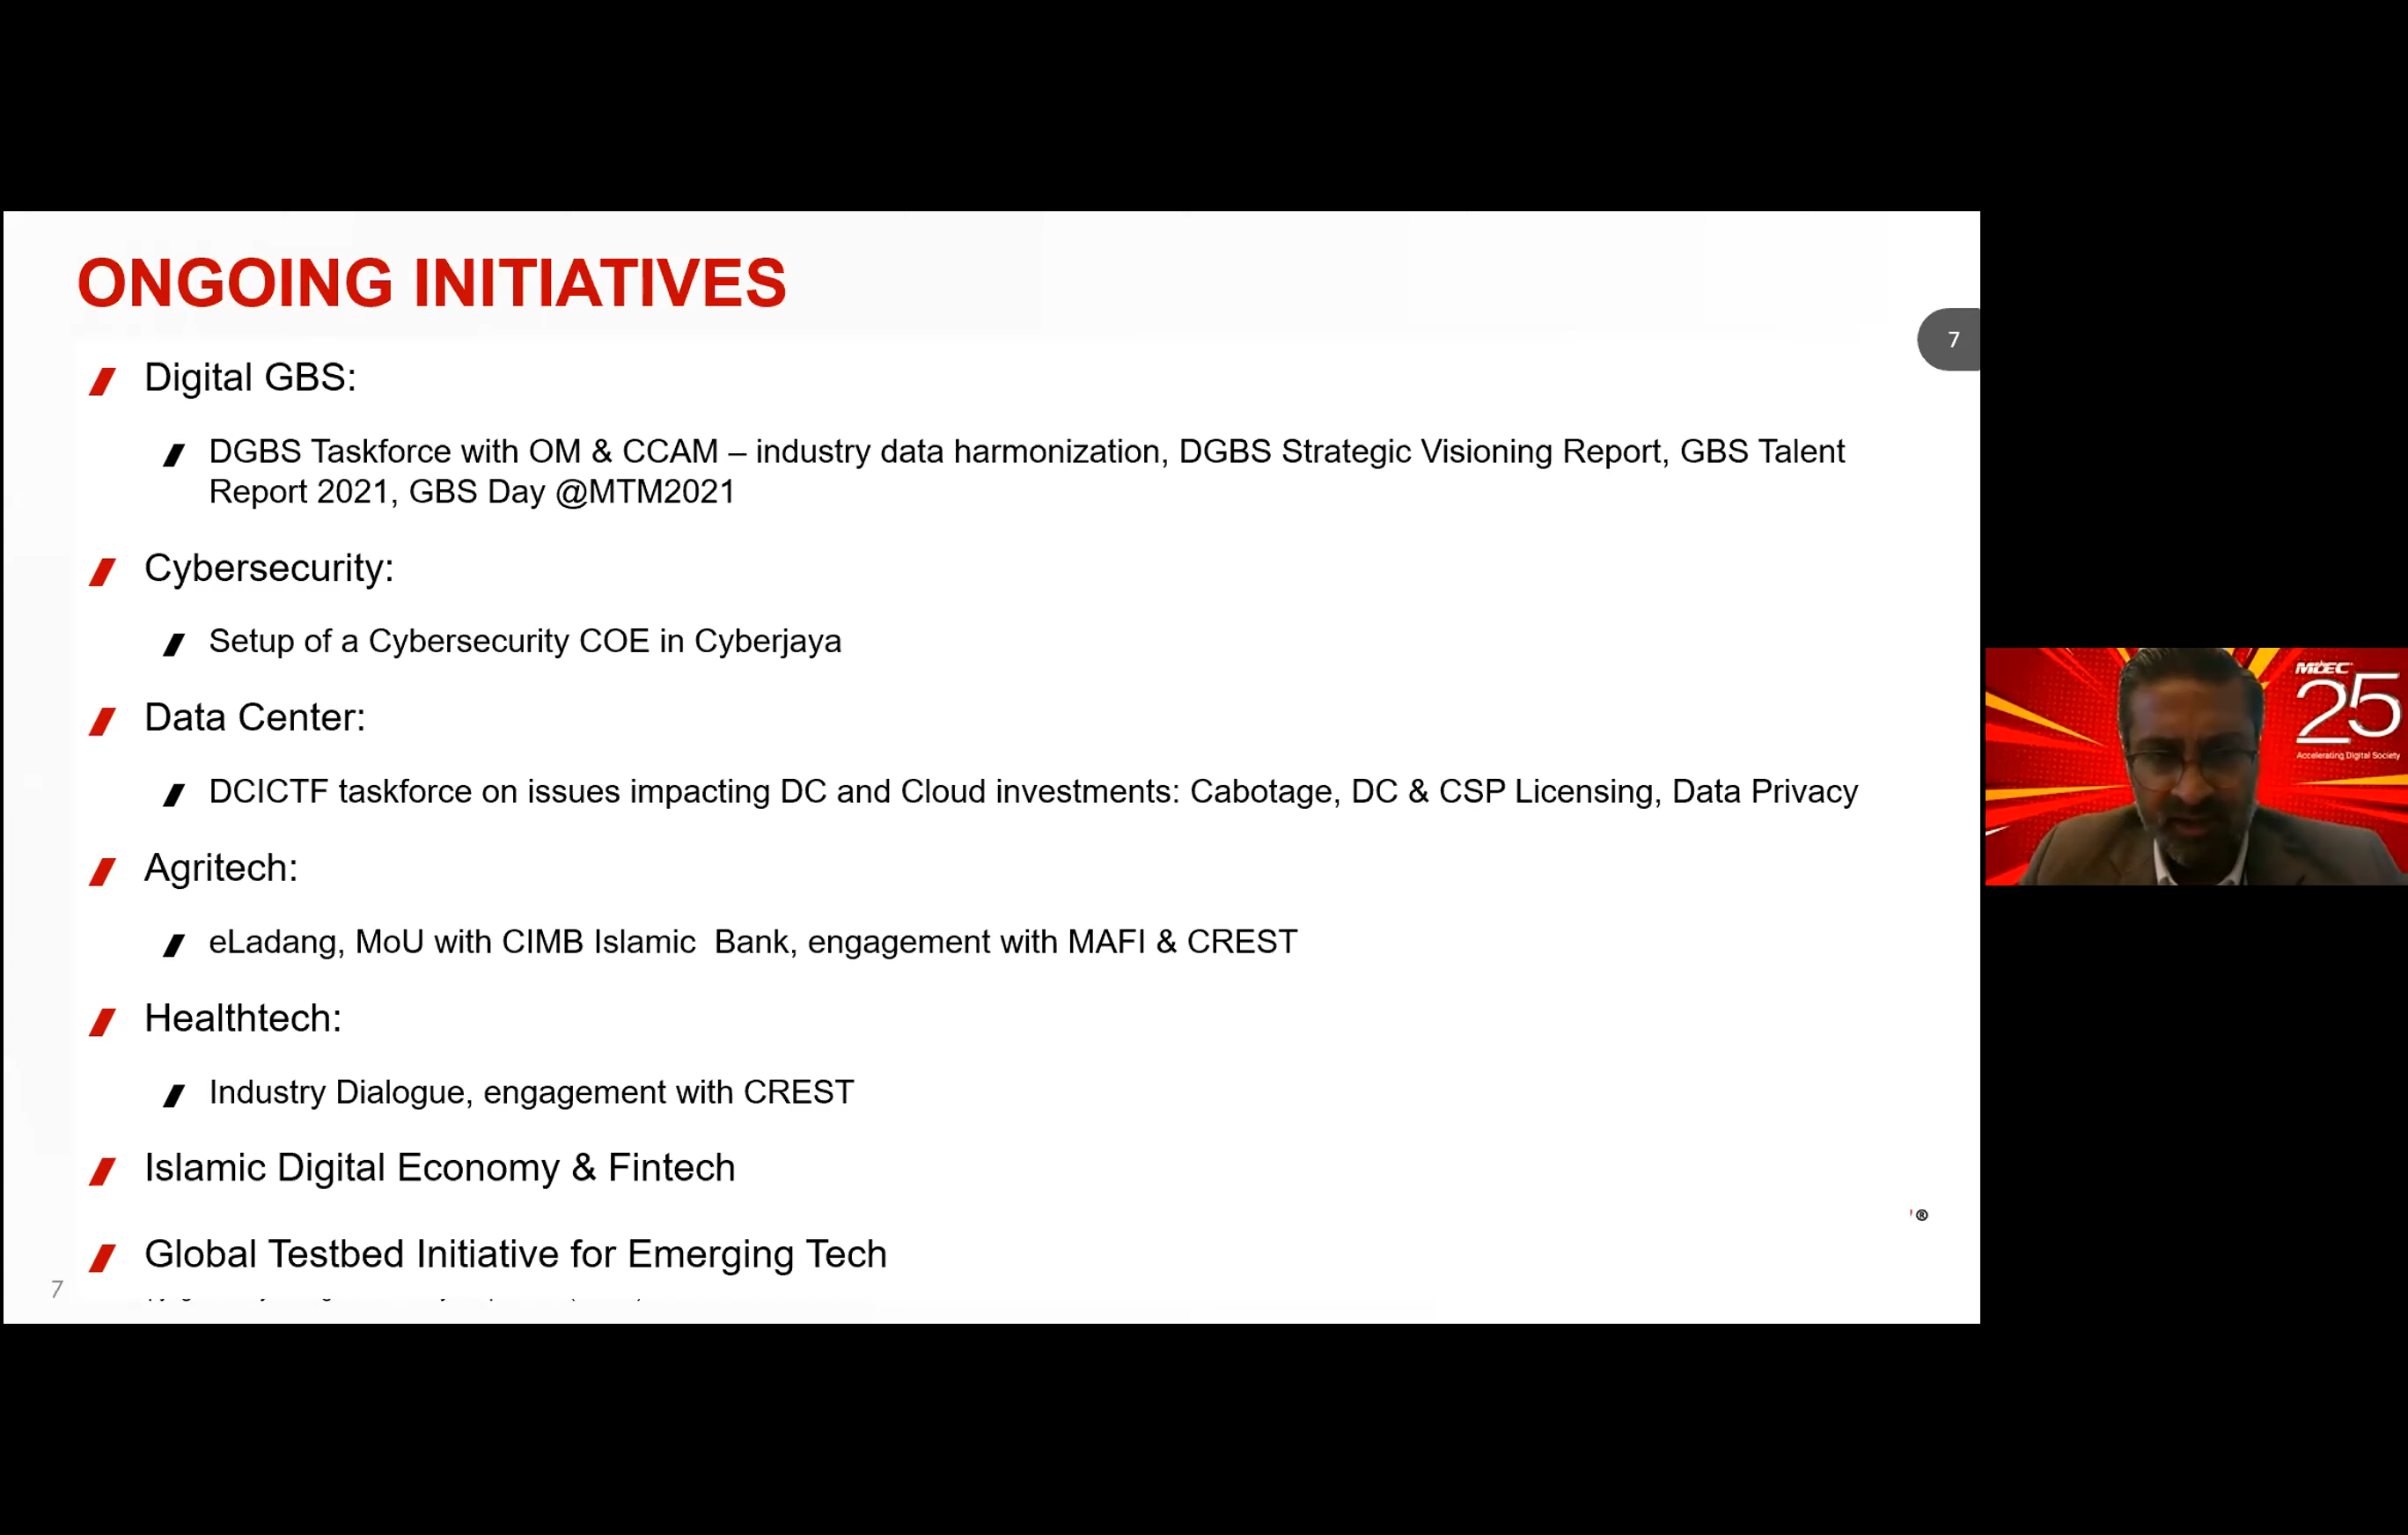 ONGOING INITIATIVES
7
Digital GBS:
DGBS Taskforce with OM & CCAM – industry data harmonization, DGBS Strategic Visioning Report, GBS Talent
Report 2021, GBS Day @MTM2021
Cybersecurity:
Setup of a Cybersecurity COE in Cyberjaya
MDEC
25
Accelerating Digital Society
Data Center:
DCICTF taskforce on issues impacting DC and Cloud investments: Cabotage, DC & CSP Licensing, Data Privacy
Agritech:
eLadang, MoU with CIMB Islamic  Bank, engagement with MAFI & CREST
Healthtech:
Industry Dialogue, engagement with CREST
Islamic Digital Economy & Fintech
®
Global Testbed Initiative for Emerging Tech
7